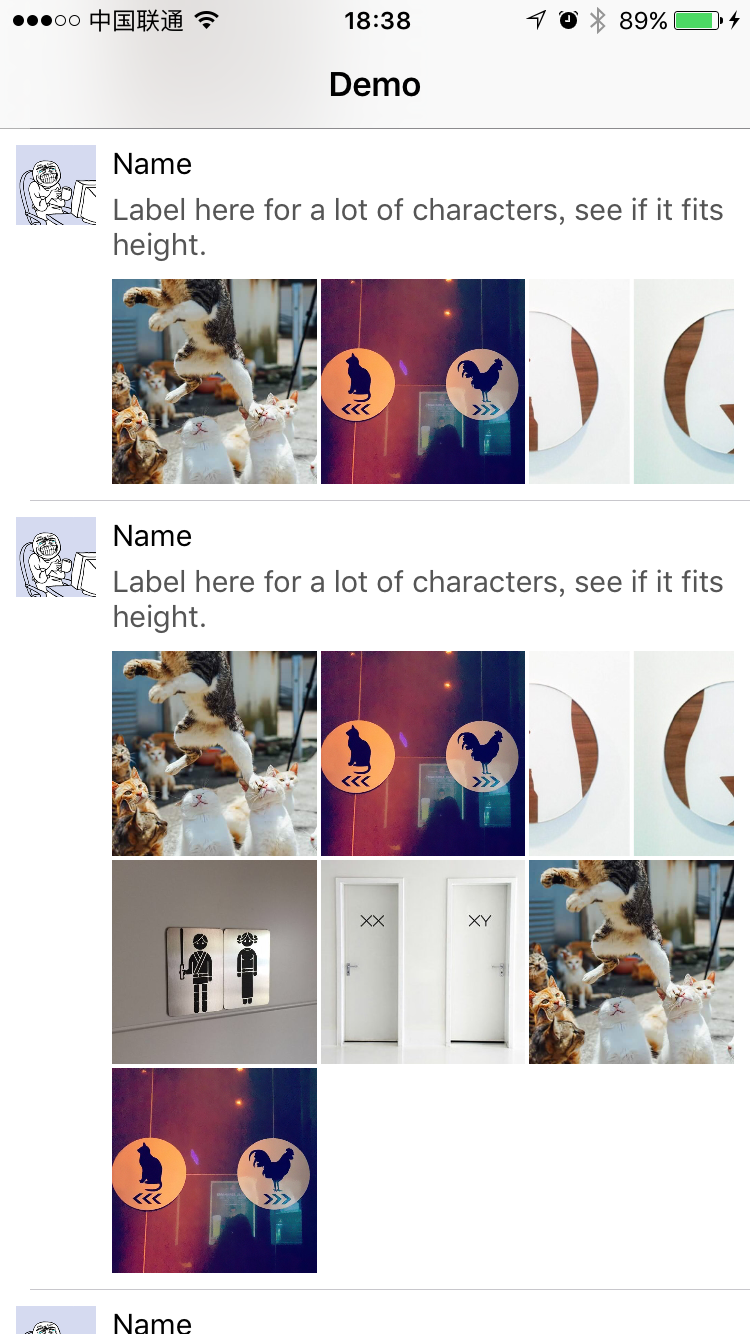 中国联通
18:38
89%
Demo
Name
Label here for a lot of characters, see if it fits
height.
Name
Label here for a lot of characters, see if it fits
height.
XX
XY
Name